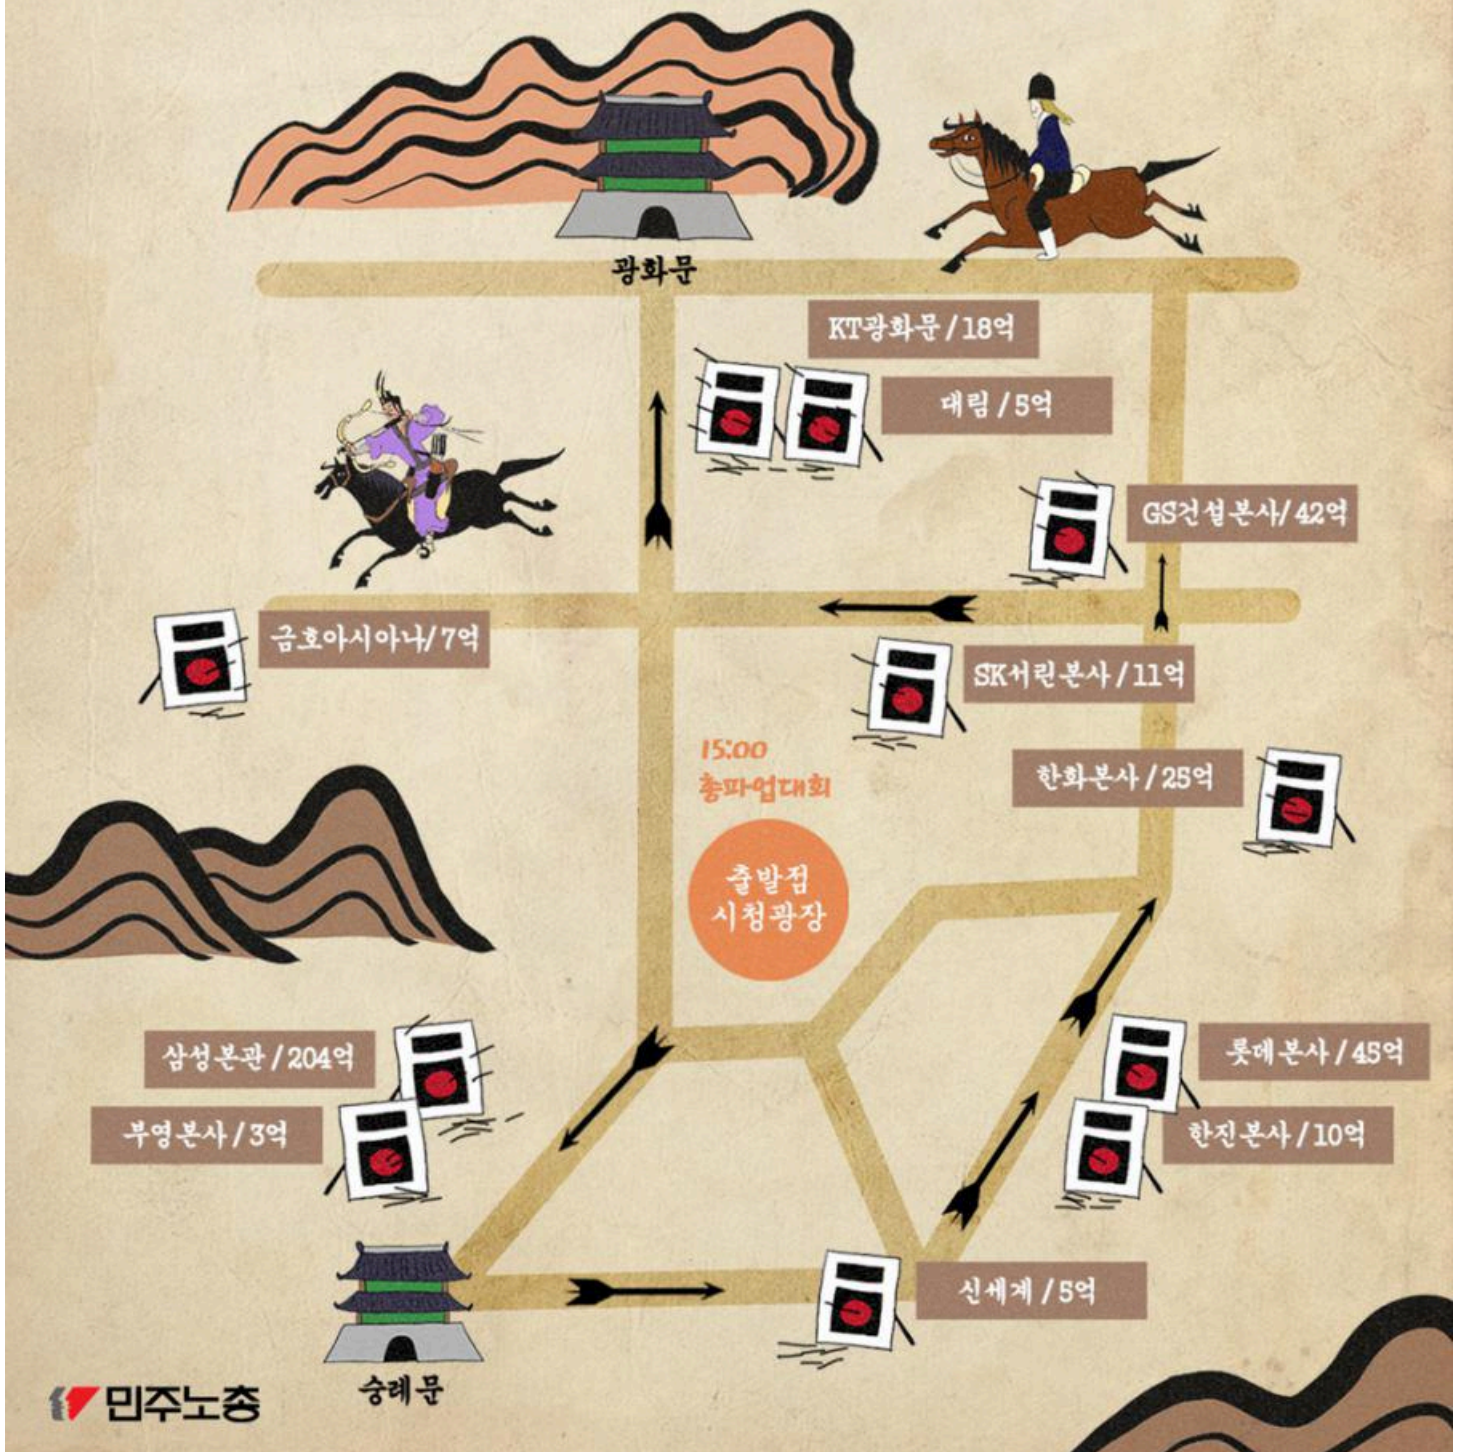 광화문
KT광화문/18억
대림/5억
GS건설본사/42억
금호아시아나/7억
SK서린본사/11억
15:00
총파업대회
한화본사/25억
출발점
시청광장
삼성본관/204억
롯데본사/45억
부영본사/3억
한진본사/10억
신세계/5억
숭례문
민주노총